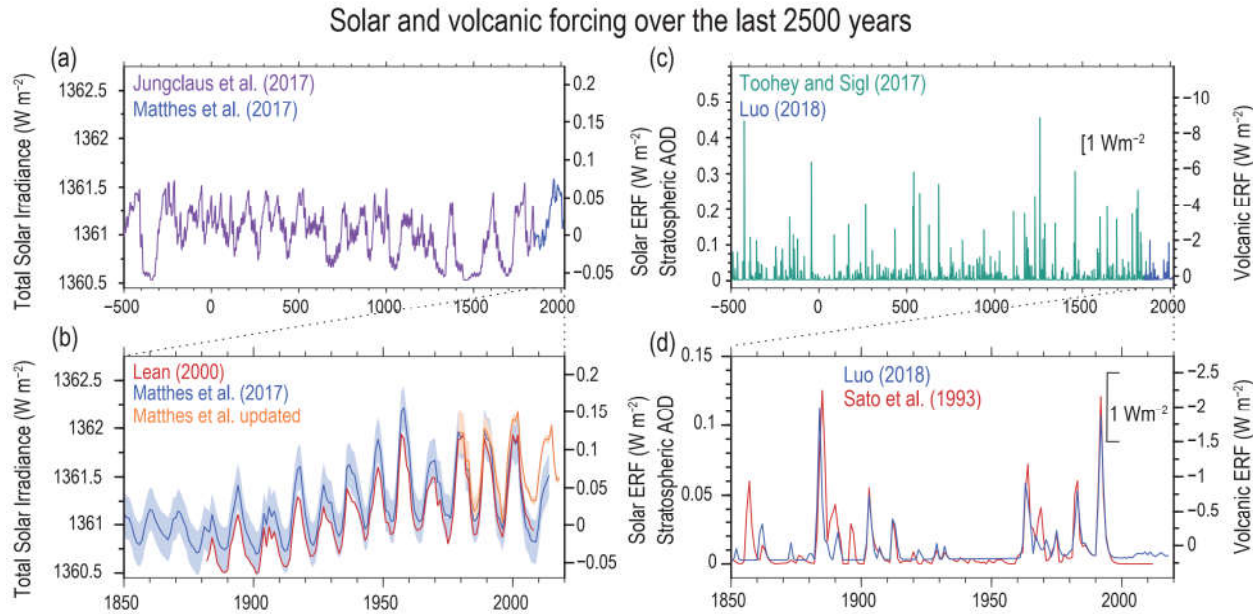 Solar and volcanic forcing over the last 2500 years
(a)
Jungclaus et al. (2017)
Matthes et al. (2017)
Total Solar Irradiance (W m−2)
1362.5
1362
1361.5
1361
1360.5
0.2
0.15
0.1
0.05
0
−0.05
Solar ERF (W m−2)
−500
0
500
1000
1500
2000
(c)
Toohey and Sigl (2017)
Luo (2018)
[1 Wm−2
Stratospheric AOD
0.5
0.4
0.3
0.2
0.1
0
−10
−8
−6
−4
−2
0
Volcanic ERF (W m−2)
−500
0
500
1000
1500
2000
(b)
Lean (2000)
Matthes et al. (2017)
Matthes et al. updated
Total Solar Irradiance (W m−2)
1362.5
1362
1361.5
1361
1360.5
0.2
0.15
0.1
0.05
0
−0.05
Solar ERF (W m−2)
1850
1900
1950
2000
(d)
Luo (2018)
Sato et al. (1993)
1 Wm−2
Stratospheric AOD
0.15
0.1
0.05
0
−2.5
−2
−1.5
−1
−0.5
0
Volcanic ERF (W m−2)
1850
1900
1950
2000